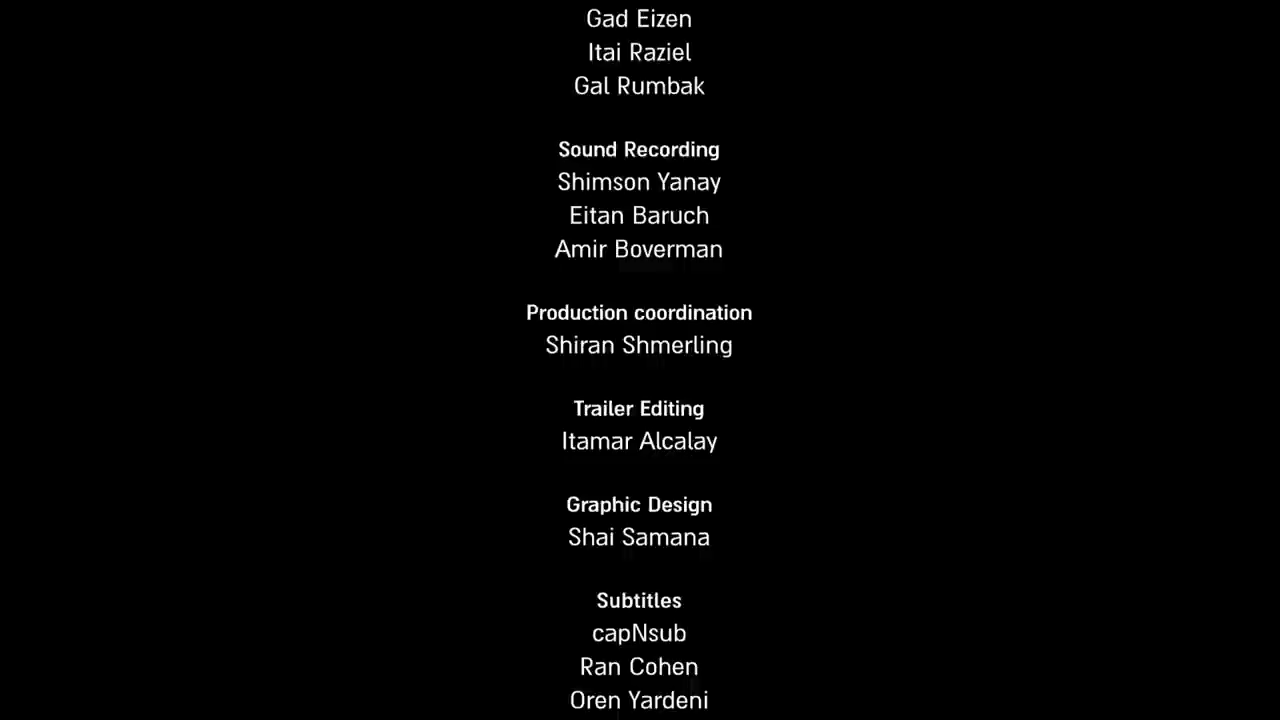 Gad Eizen
Itai Raziel
Gal Rumbak
Sound Recording
Shimson Yanay
Eitan Baruch
Amir Boverman
Production coordination
Shiran Shmerling
Trailer Editing
Itamar Alcalay
Graphic Design
Shai Samana
Subtitles
capNsub
Ran Cohen
Oren Yardeni